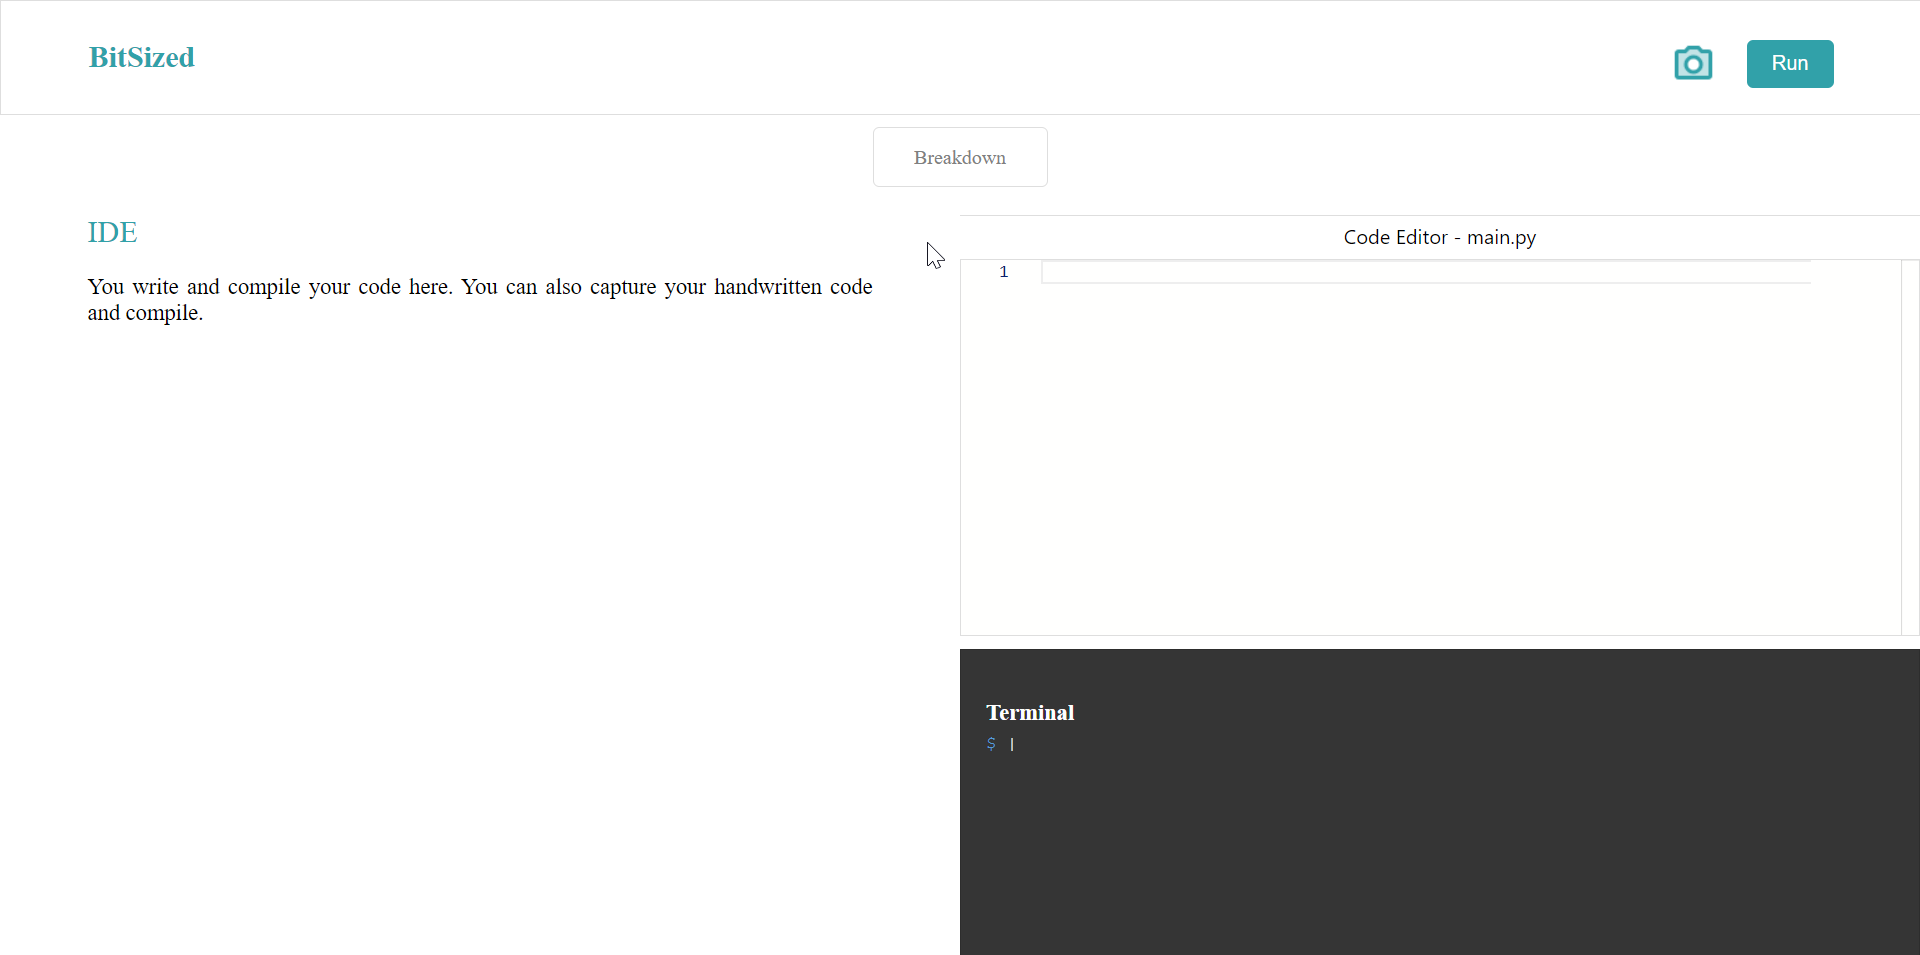 BitSized
Run
Breakdown
IDE
You write and compile your code here. You can also capture your handwritten code
and compile.
Code Editor - main.py
1
Terminal
$